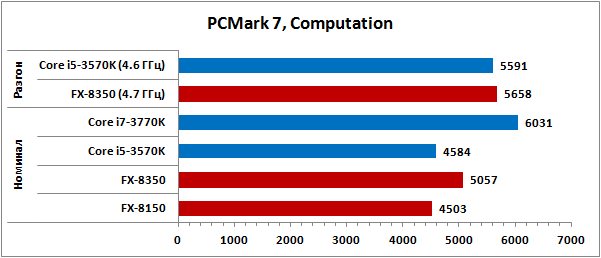 PCMark 7, Computation
Разгон
Core i5-3570K (4.6 ГГц) 5591
FX-8350 (4.7 ГГц) 5658
Номинал
Core i7-3770K 6031
Core i5-3570K 4584
FX-8350 5057
FX-8150 4503
0 1000 2000 3000 4000 5000 6000 7000